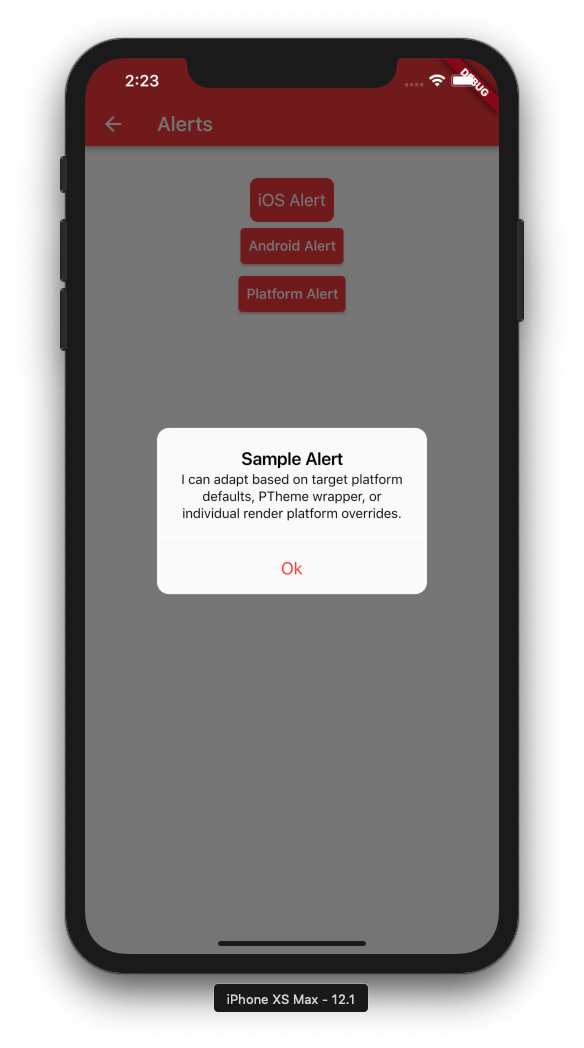 2:23
DEBUG
Alerts
iOS Alert
Android Alert
Platform Alert
Sample Alert
I can adapt based on target platform
defaults, PTheme wrapper, or
individual render platform overrides.
Ok
iPhone XS Max - 12.1